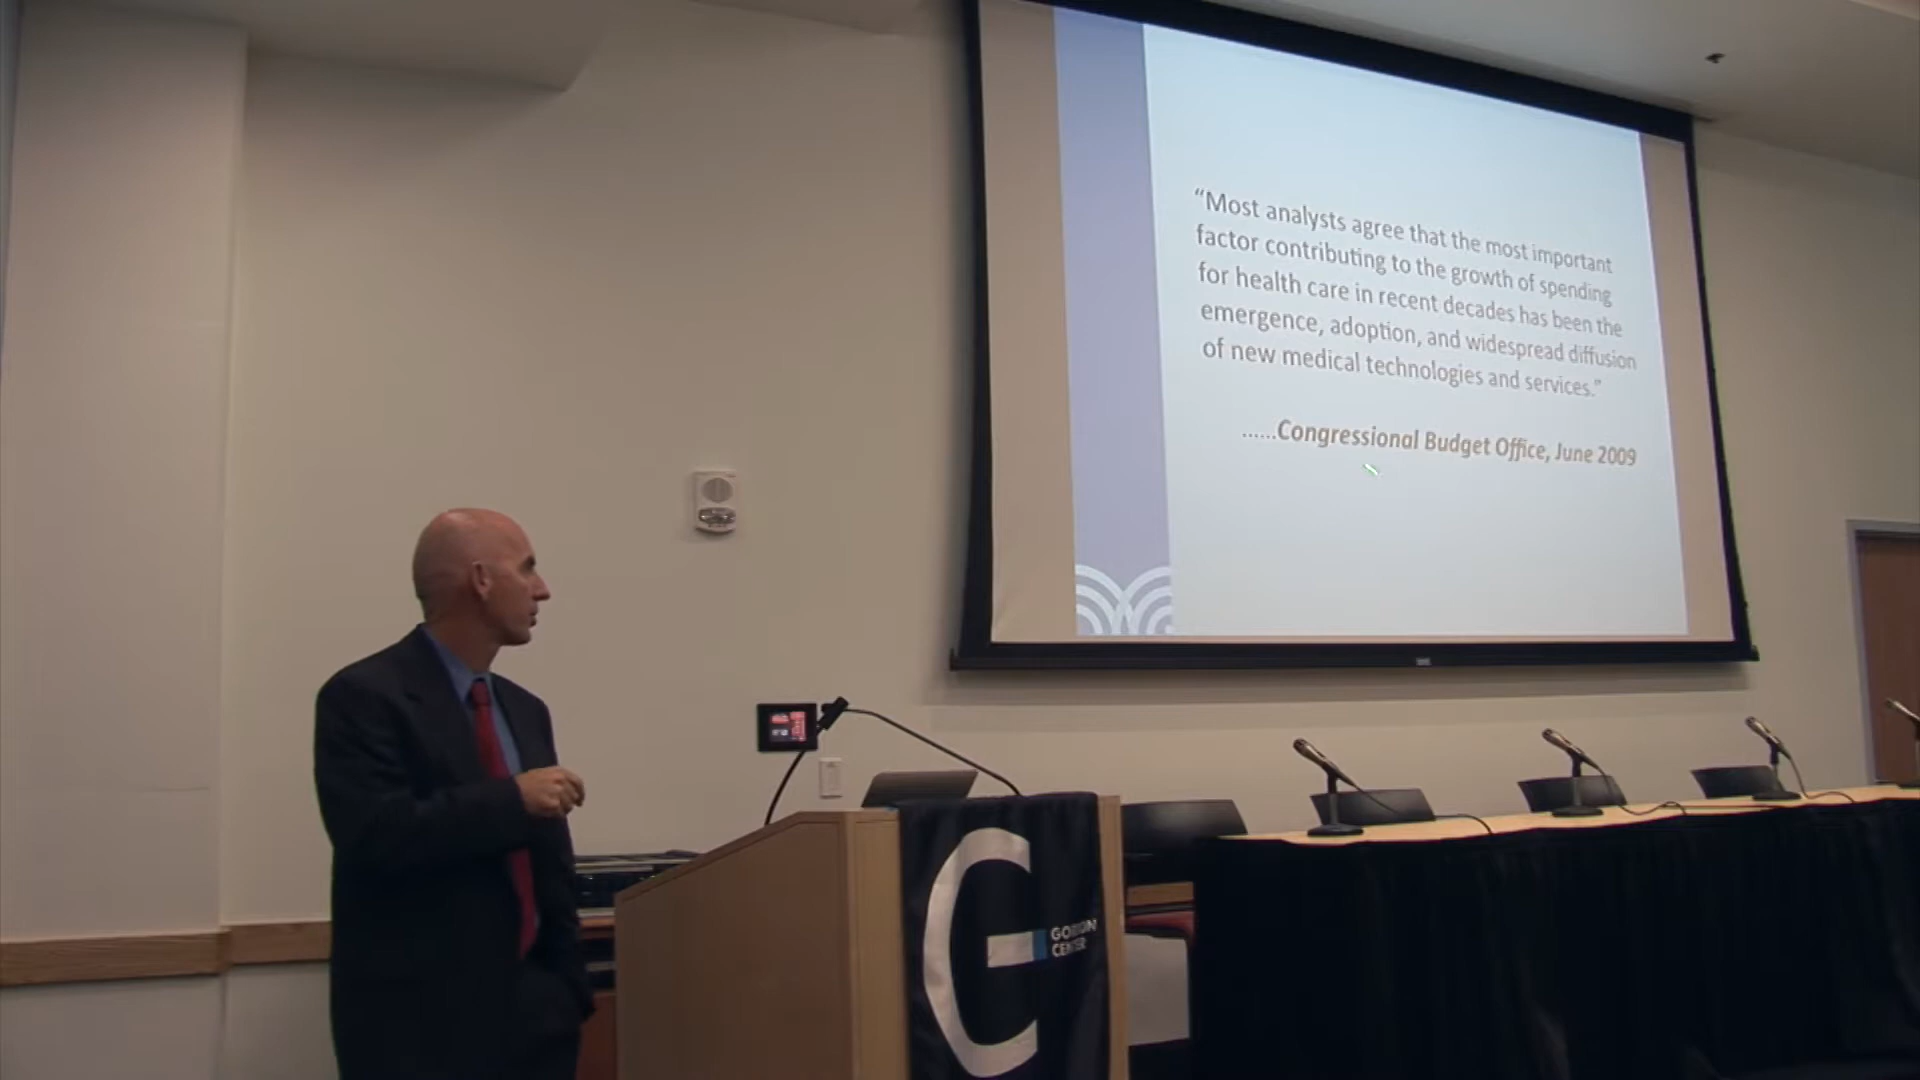 “Most analysts agree that the most important
factor contributing to the growth of spending
for health care in recent decades has been the
emergence, adoption, and widespread diffusion
of new medical technologies and services.”
......Congressional Budget Office, June 2009
GORDON
CENTER